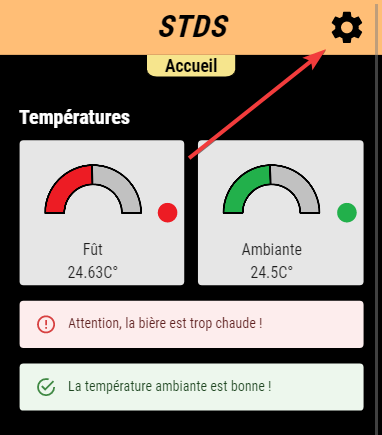 STDS
Accueil
Températures
Fût
24.63C°
Ambiante
24.5C°
Attention, la bière est trop chaude !
La température ambiante est bonne !